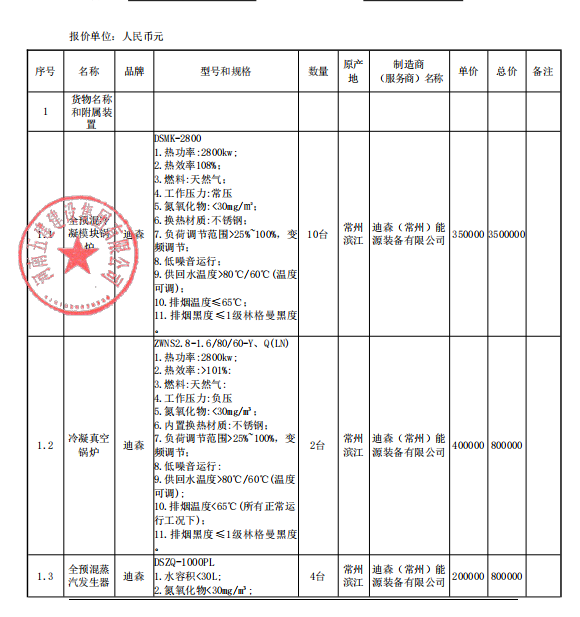 报价单位：人民币元
序号 名称 品牌 型号和规格 数量 原产地 制造商（服务商）名称 单价 总价 备注
1 货物名称和附属装置
1.1 全预混冷凝模块锅炉 迪森
DSMK-2800
1.热功率:2800kw;
2.热效率108%;
3.燃料:天然气;
4.工作压力:常压
5.氮氧化物:<30mg/m³;
6.换热材质:不锈钢;
7.负荷调节范围>25%~100%，变
频调节;
8.低噪音运行;
9.供回水温度>80℃/60℃(温度
可调);
10.排烟温度≤65℃;
11.排烟黑度≤1级林格曼黑度
。
10台 常州滨江 迪森（常州）能源装备有限公司 350000 3500000
1.2 冷凝真空锅炉 迪森
ZWNS2.8-1.6/80/60-Y、Q(LN)
1.热功率:2800kw;
2.热效率:>101%:
3.燃料:天然气:
4.工作压力:负压
5.氮氧化物:<30mg/m³;
6.内置换热材质:不锈钢;
7.负荷调节范围>25%~100%，变
频调节;
8.低噪音运行:
9.供回水温度>80℃/60℃(温度
可调);
10.排烟温度<65℃(所有正常运
行工况下);
11.排烟黑度≤1级林格曼黑度
。
2台 常州滨江 迪森（常州）能源装备有限公司 400000 800000
1.3 全预混蒸汽发生器 迪森
DSZQ-1000PL
1.水容积<30L;
2.氮氧化物<30mg/m³;
4台 常州滨江 迪森（常州）能源装备有限公司 200000 800000
河南五建建设集团有限公司